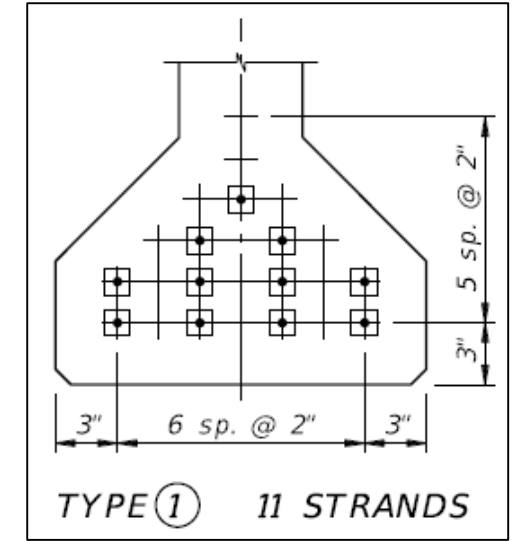 5 sp. @ 2"
3"
3" 6 sp. @ 2" 3"
TYPE 1 11 STRANDS